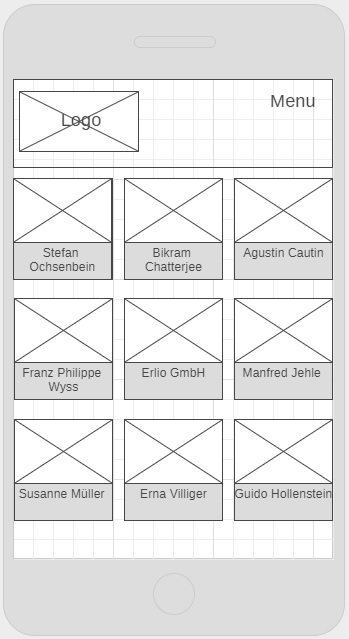 Logo
Menu
Stefan
Ochsenbein
Bikram
Chatterjee
Agustin Cautin
Franz Philippe
Wyss
Erlio GmbH
Manfred Jehle
Susanne Müller
Erna Villiger
Guido Hollenstein